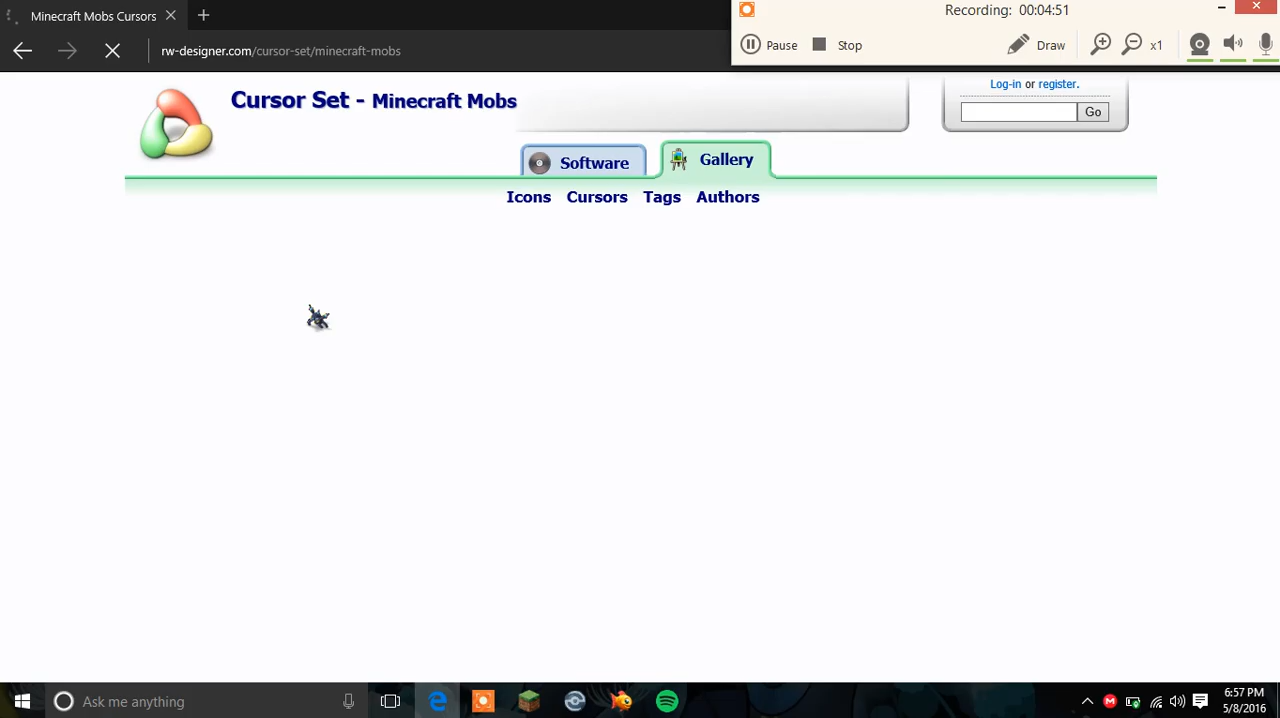 Minecraft Mobs Cursors
Recording: 00:04:51
rw-designer.com/cursor-set/minecraft-mobs
Pause
Stop
Draw
x1
Cursor Set - Minecraft Mobs
Log-in or register.
Go
Software
Gallery
Icons Cursors Tags Authors
Ask me anything
6:57 PM
5/8/2016